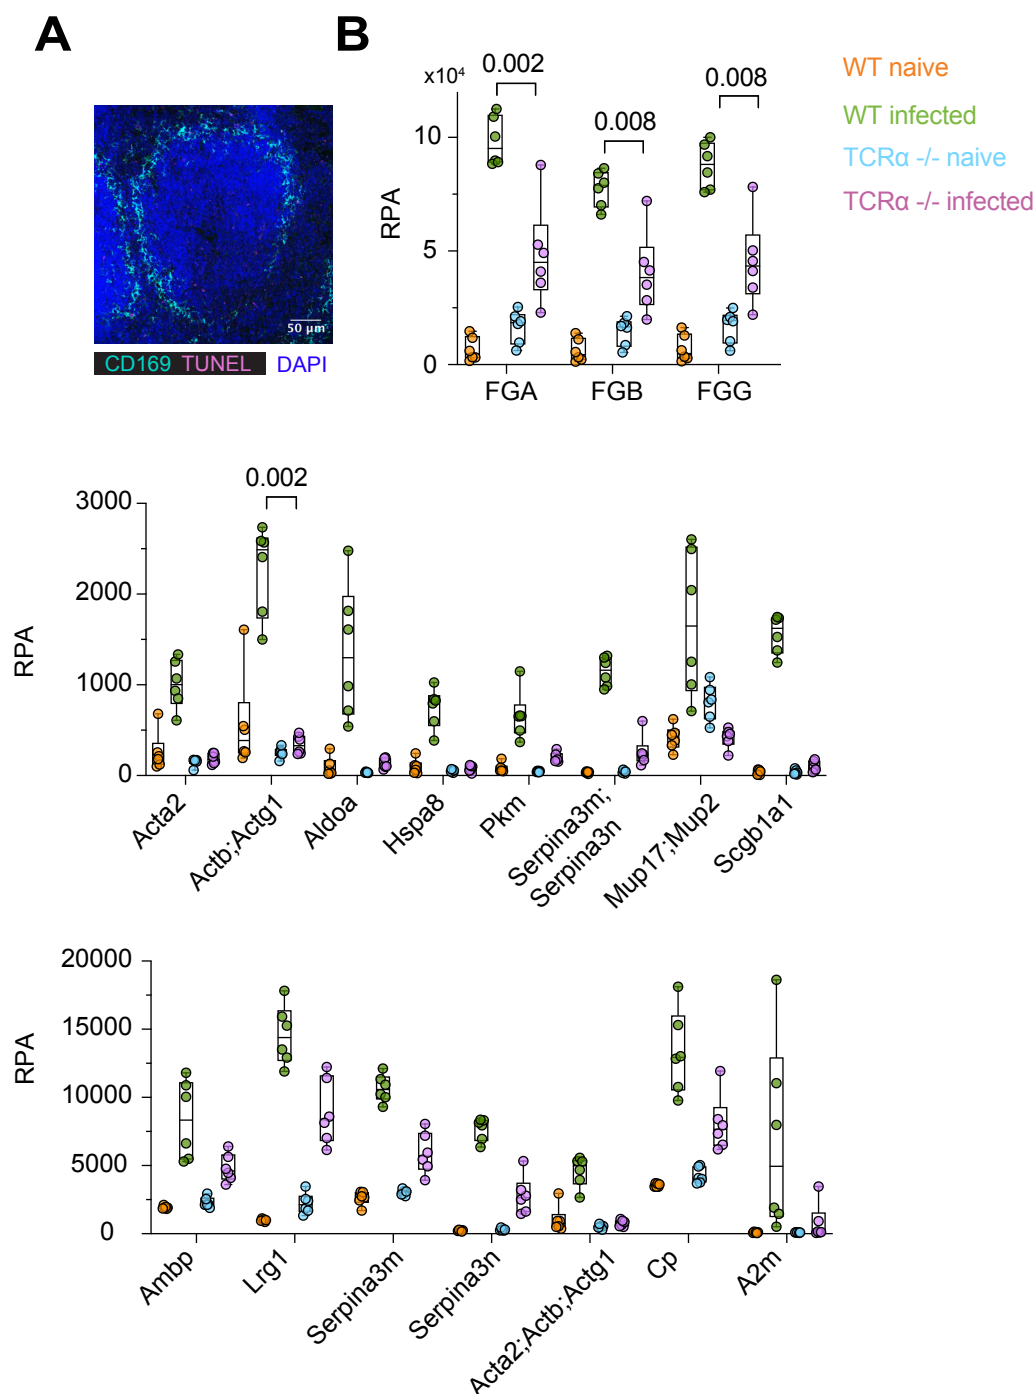 A
B
50 µm
CD169 TUNEL DAPI
x10⁴
0.002
0.008
0.008
10
5
0
RPA
FGA
FGB
FGG
WT naive
WT infected
TCRα -/- naive
TCRα -/- infected
0.002
3000
2000
1000
0
RPA
Acta2
Actb;Actg1
Aldoa
Hspa8
Pkm
Serpina3m;
Serpina3n
Mup17;Mup2
Scgb1a1
20000
15000
10000
5000
0
RPA
Ambp
Lrg1
Serpina3m
Serpina3n
Acta2;Actb;Actg1
Cp
A2m